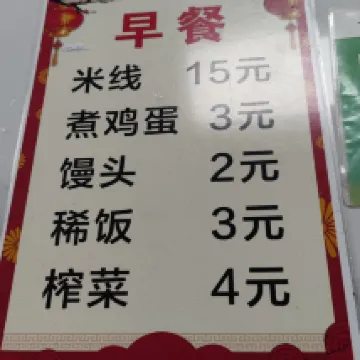 早餐
米线 15元
煮鸡蛋 3元
馒头 2元
稀饭 3元
榨菜 4元